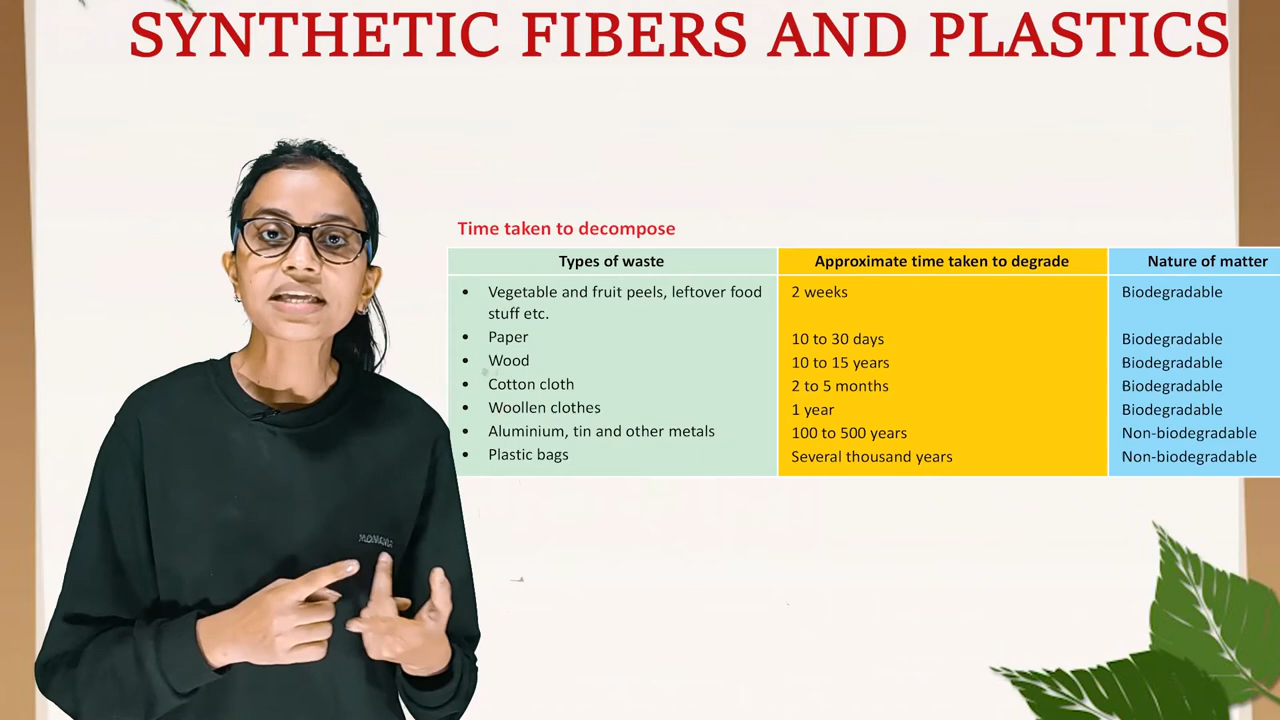 SYNTHETIC FIBERS AND PLASTICS
Time taken to decompose
Types of waste Approximate time taken to degrade Nature of matter
• Vegetable and fruit peels, leftover food 2 weeks Biodegradable
stuff etc.
• Paper 10 to 30 days Biodegradable
• Wood 10 to 15 years Biodegradable
• Cotton cloth 2 to 5 months Biodegradable
• Woollen clothes 1 year Biodegradable
• Aluminium, tin and other metals 100 to 500 years Non-biodegradable
• Plastic bags Several thousand years Non-biodegradable